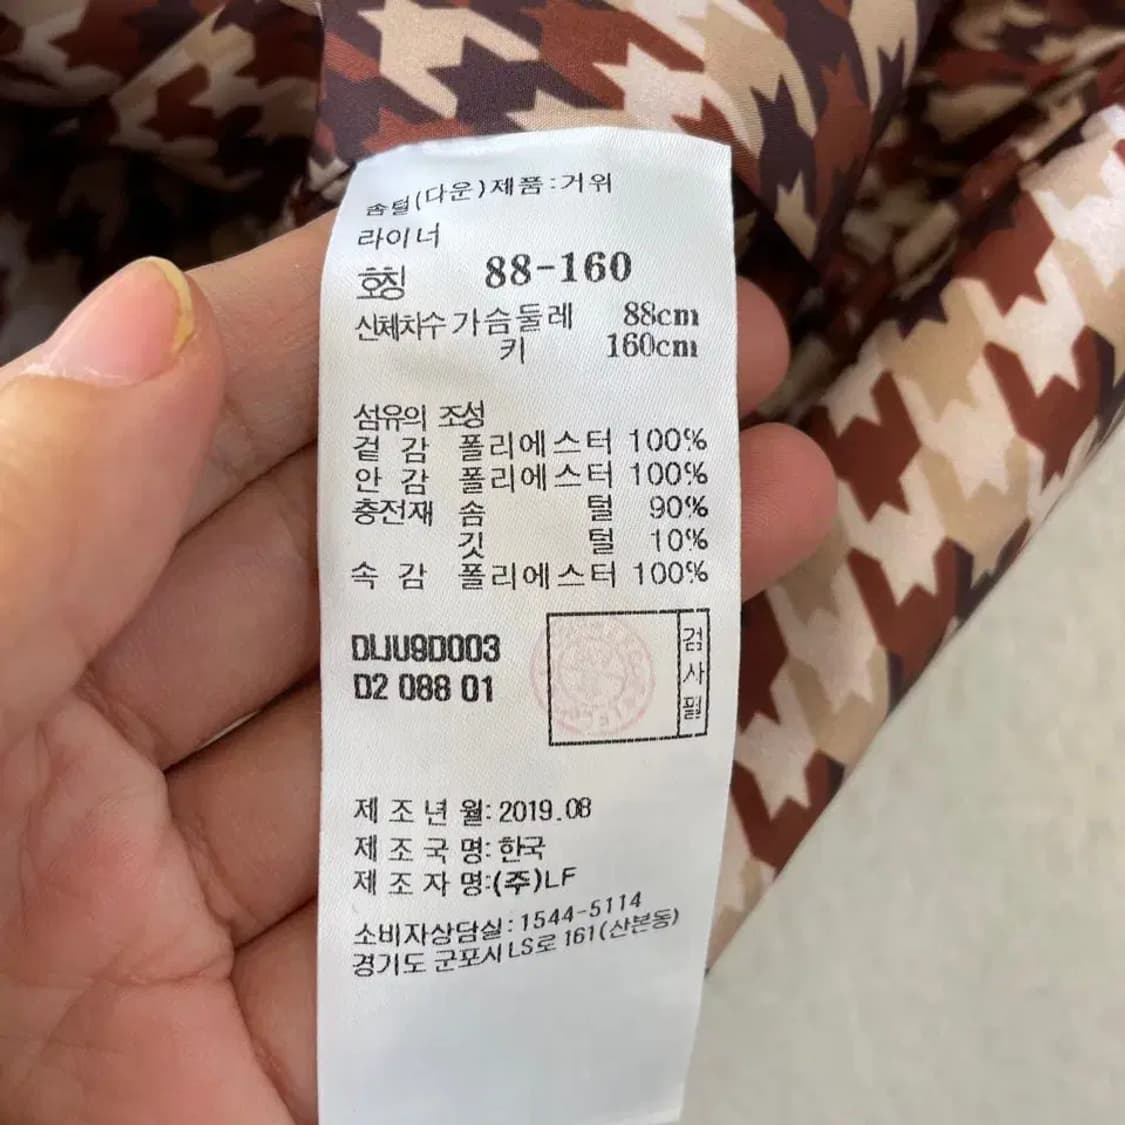 솜털(다운)제품:거위
라이너
호칭 88-160
신체치수 가슴둘레 88cm
키 160cm
섬유의 조성
겉 감 폴리에스터 100%
안 감 폴리에스터 100%
충전재 솜 털 90%
깃 털 10%
속 감 폴리에스터 100%
DLJU9D003
D2 088 01
검사필
제 조 년 월: 2019.08
제 조 국 명: 한국
제 조 자 명:(주)LF
소비자상담실:1544-5114
경기도 군포시 LS로 161(산본동)